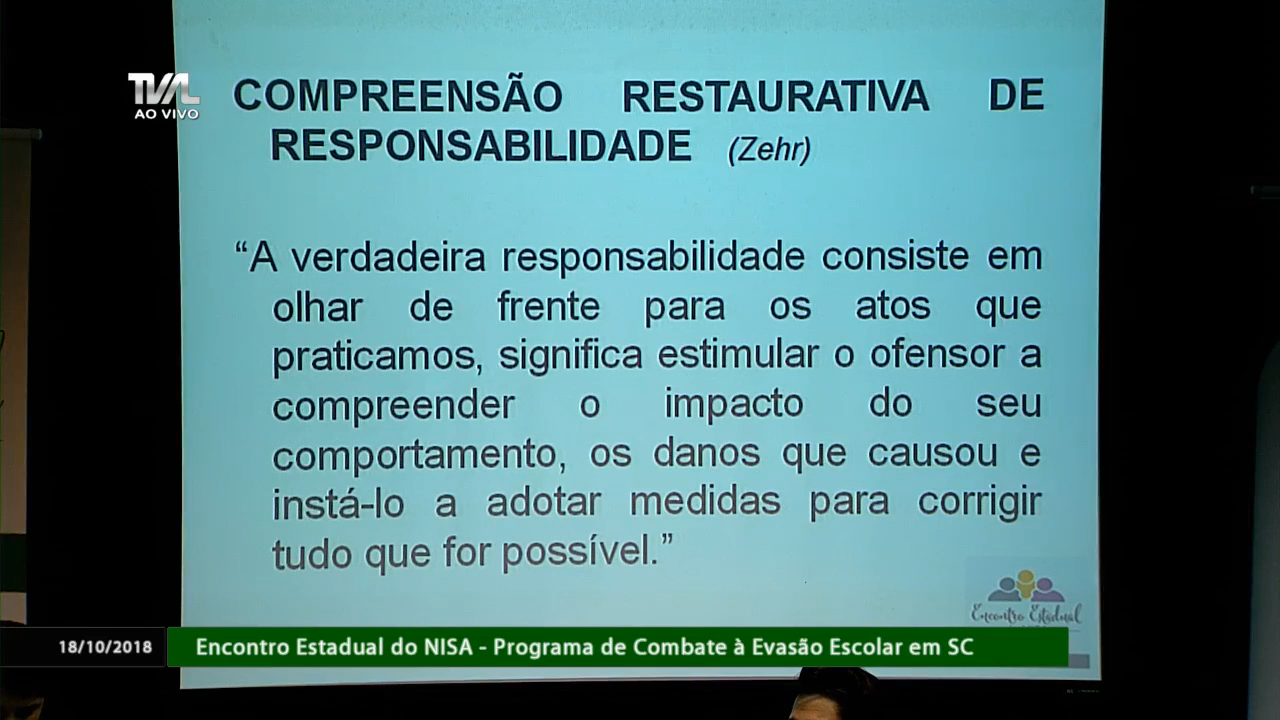 TVAL
AO VIVO
COMPREENSÃO RESTAURATIVA DE
RESPONSABILIDADE (Zehr)
“A verdadeira responsabilidade consiste em
olhar de frente para os atos que
praticamos, significa estimular o ofensor a
compreender o impacto do seu
comportamento, os danos que causou e
instá-lo a adotar medidas para corrigir
tudo que for possível.”
Encontro Estadual
18/10/2018
Encontro Estadual do NISA - Programa de Combate à Evasão Escolar em SC